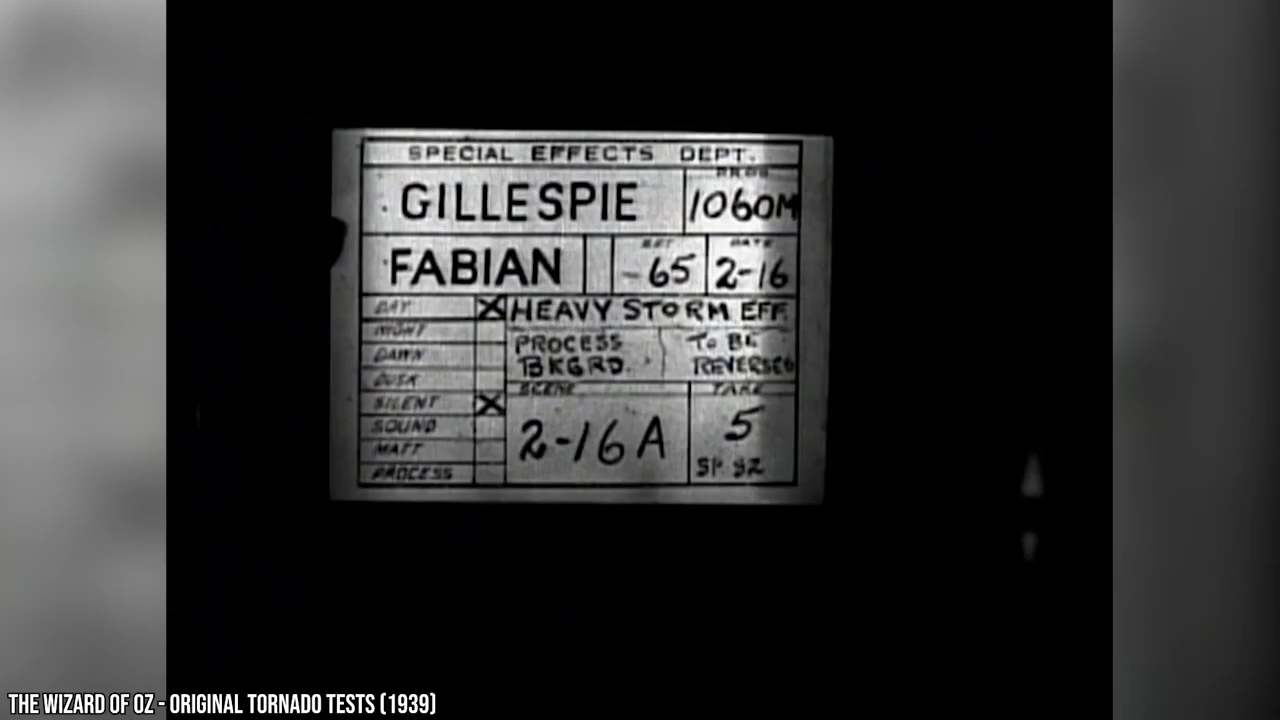 SPECIAL EFFECTS DEPT.
PROD
GILLESPIE 1060M
SET DATE
FABIAN -65 2-16
DAY X HEAVY STORM EFF.
NIGHT
PROCESS TO BE
DAWN
BKGRD. REVERSED
DUSK
SCENE TAKE
SILENT X
SOUND
2-16A 5
MATT
SP 92
PROCESS
THE WIZARD OF OZ - ORIGINAL TORNADO TESTS (1939)